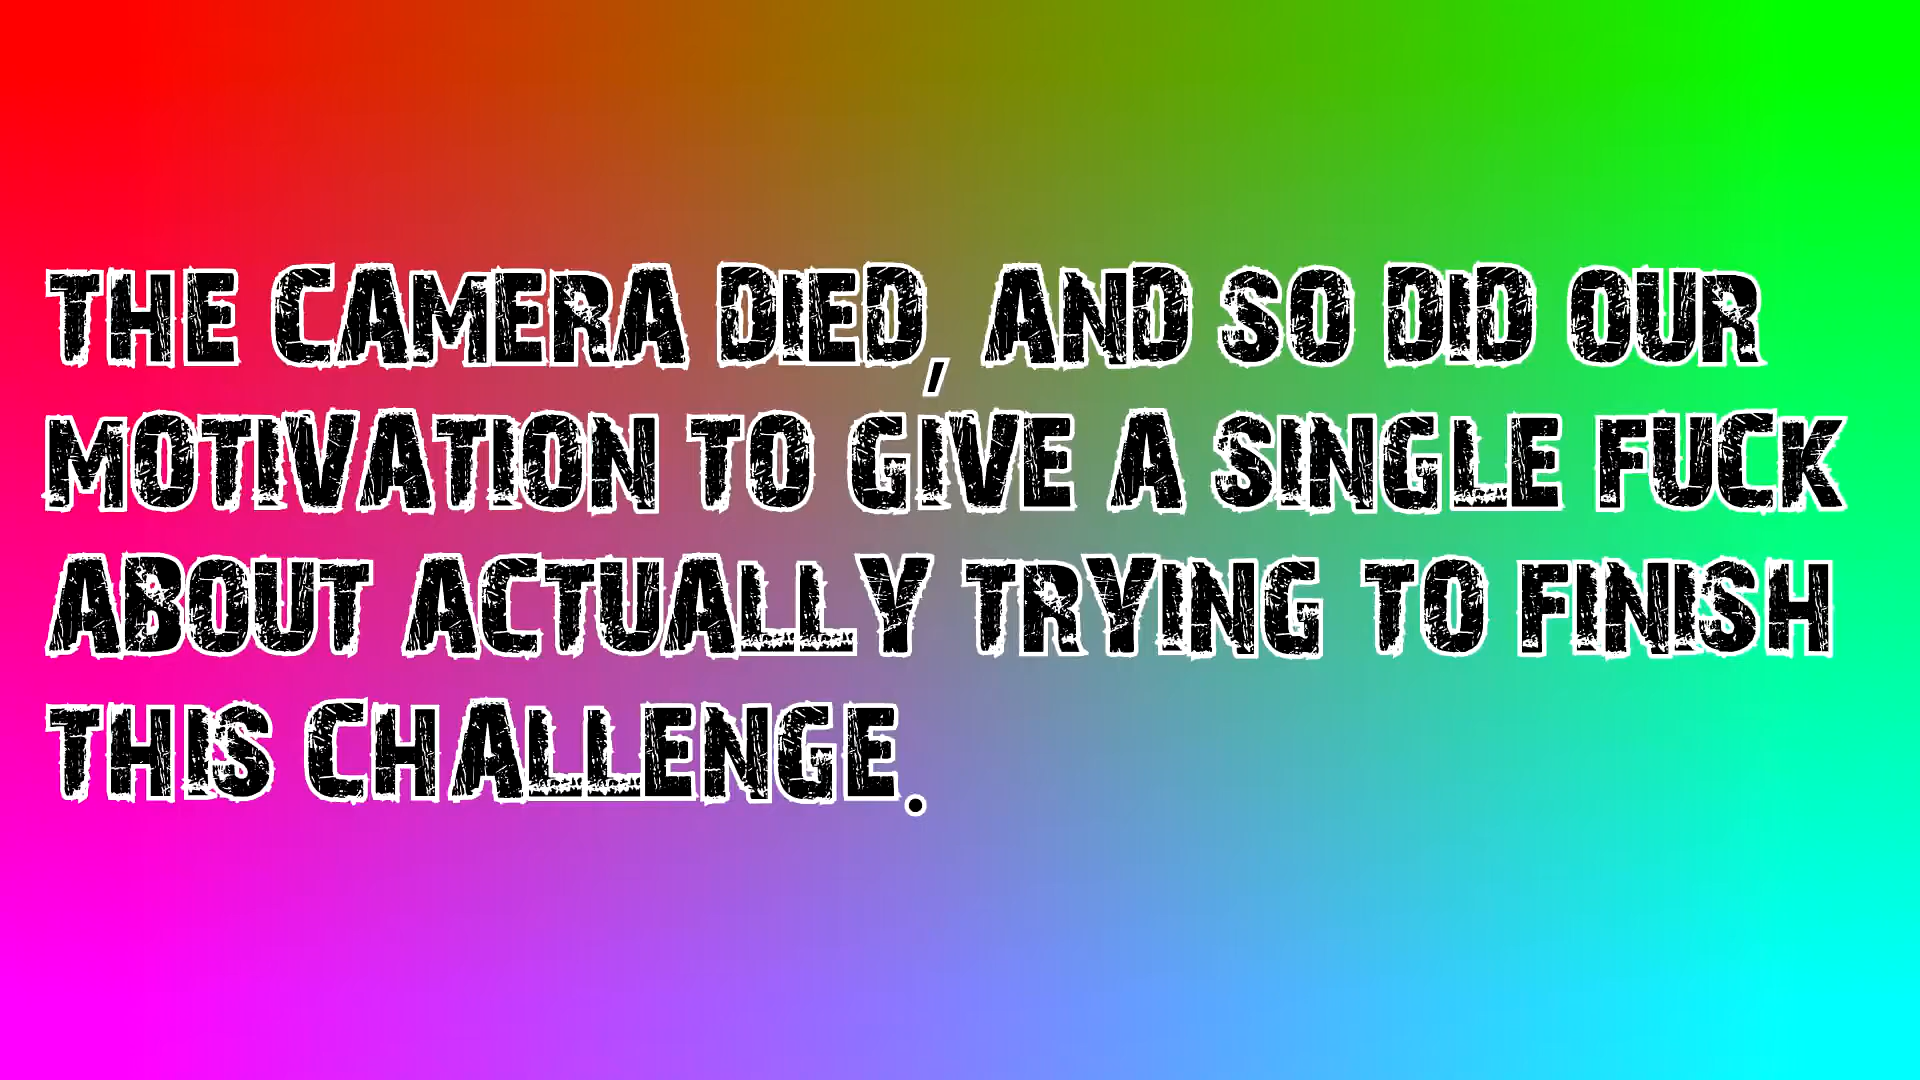 THE CAMERA DIED, AND SO DID OUR
MOTIVATION TO GIVE A SINGLE FUCK
ABOUT ACTUALLY TRYING TO FINISH
THIS CHALLENGE.